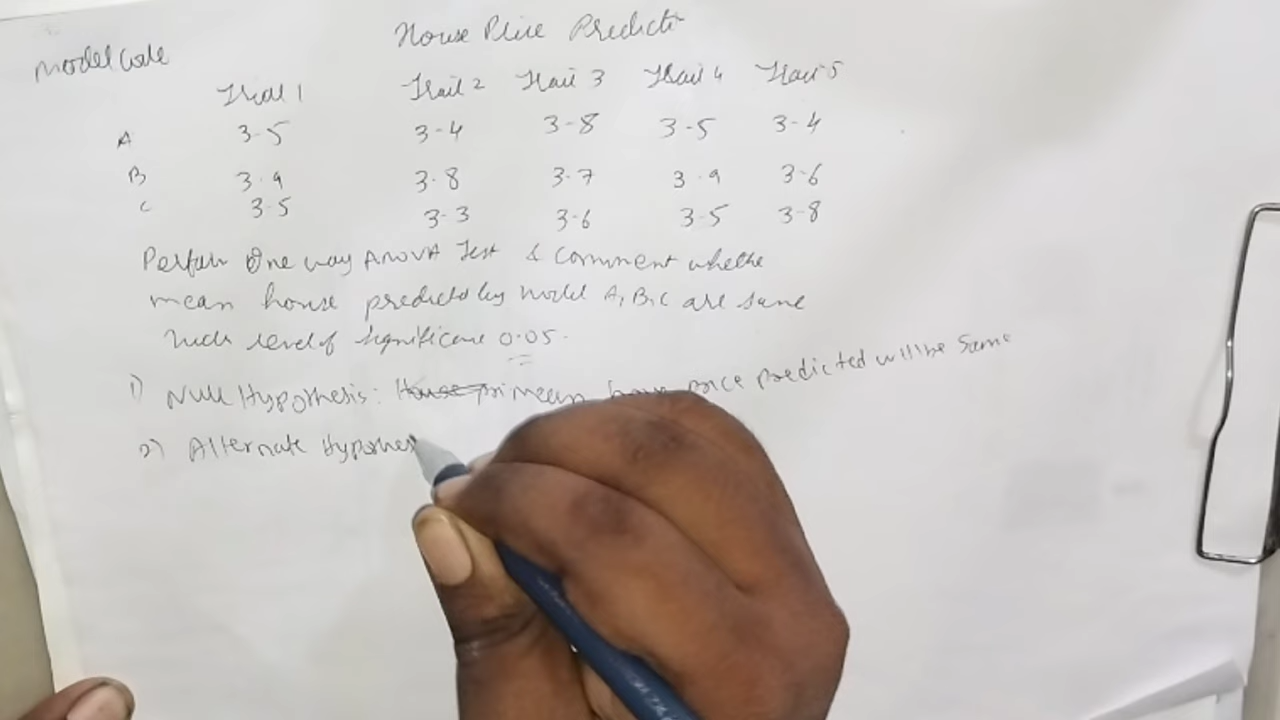 House Price Predicti
Model Code
Trail 1 Trail 2 Trail 3 Trail 4 Trail 5
A 3.5 3.4 3.8 3.5 3.4
B 3.9 3.8 3.7 3.9 3.6
C 3.5 3.3 3.6 3.5 3.8
Perform One way ANOVA Test & Comment whethe
mean house predicted by model A, B, C are same
level of significane 0.05.
1) Null Hypothesis: mean price predicted will be same
2) Alternate Hypothes